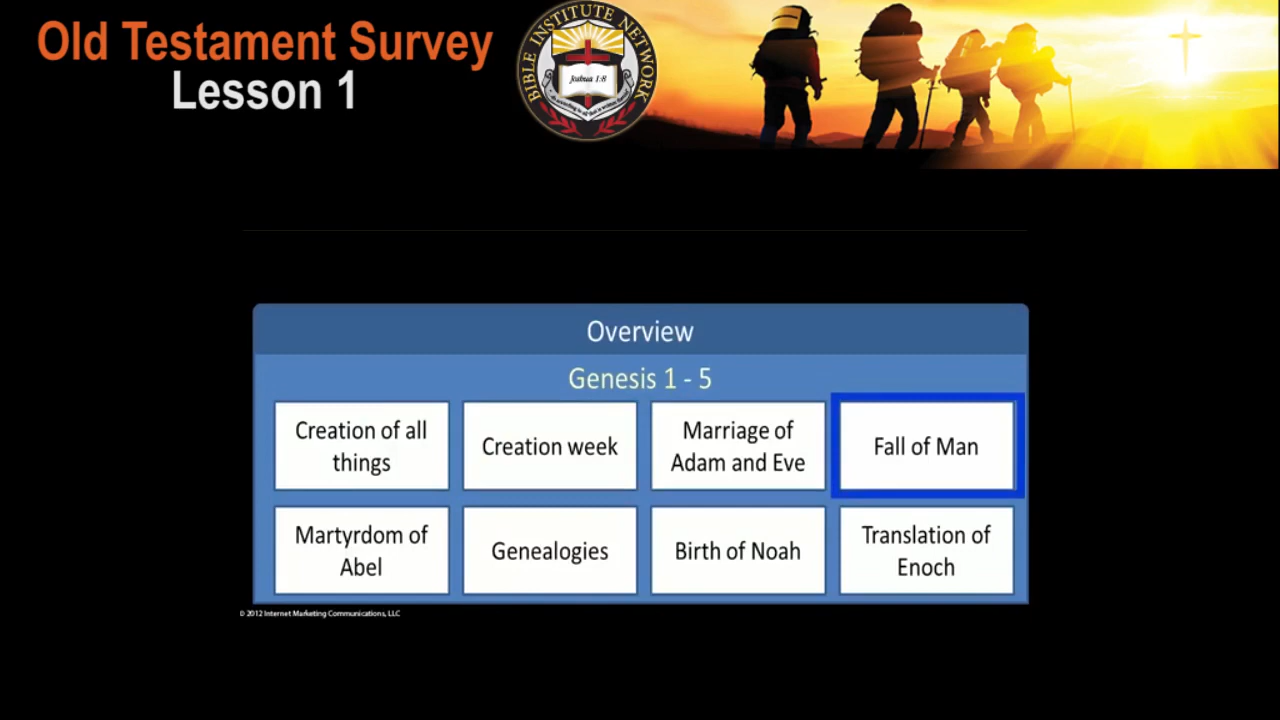 Old Testament Survey
Lesson 1
BIBLE INSTITUTE NETWORK
Joshua 1:8
Overview
Genesis 1 - 5
Creation of all
things
Creation week
Marriage of
Adam and Eve
Fall of Man
Martyrdom of
Abel
Genealogies
Birth of Noah
Translation of
Enoch
© 2012 Internet Marketing Communications, LLC